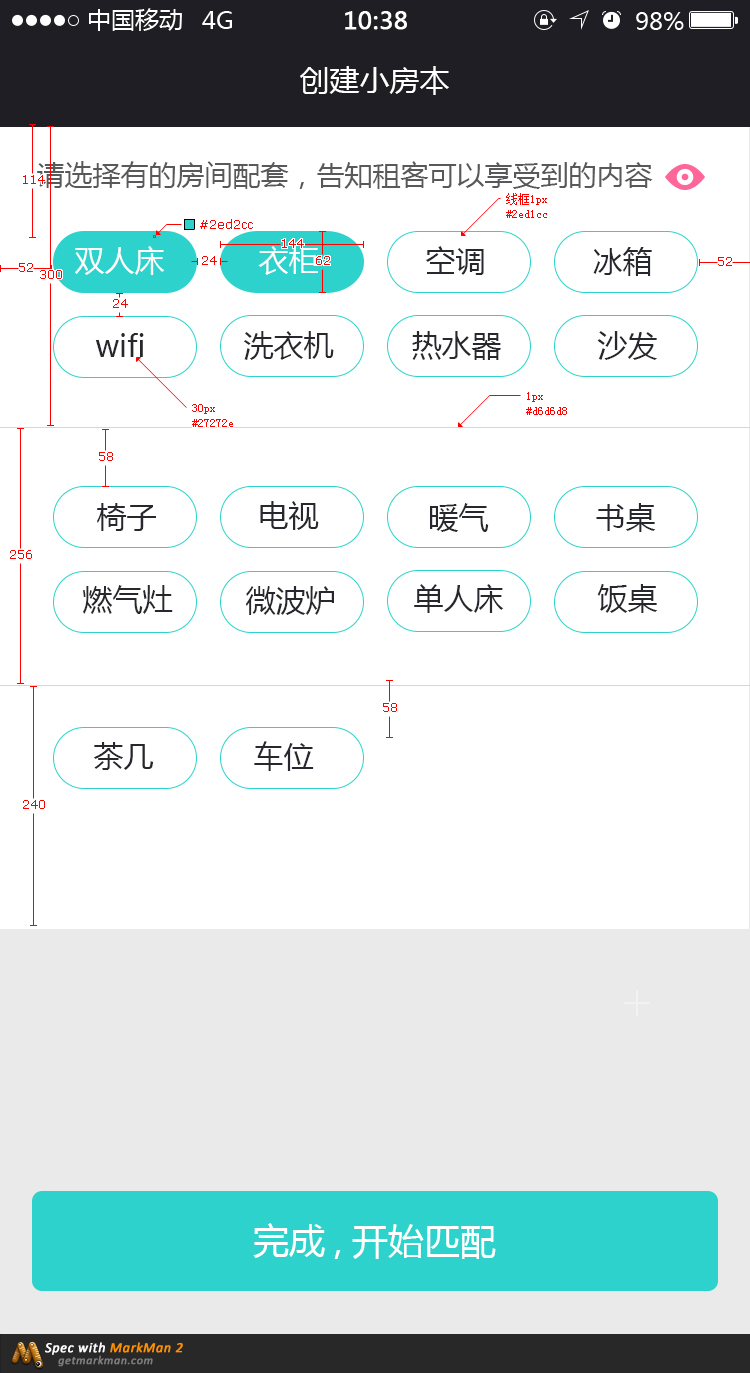 中国移动 4G 10:38 98%
创建小房本
请选择有的房间配套，告知租客可以享受到的内容
114
线框1px
#2ed1cc
#2ed2cc
144
双人床 衣柜 空调 冰箱
52 300 24 62 52
24
wifi 洗衣机 热水器 沙发
30px
#27272e
1px
#d6d6d8
58
椅子 电视 暖气 书桌
256
燃气灶 微波炉 单人床 饭桌
58
茶几 车位
240
完成，开始匹配
Spec with MarkMan 2
getmarkman.com